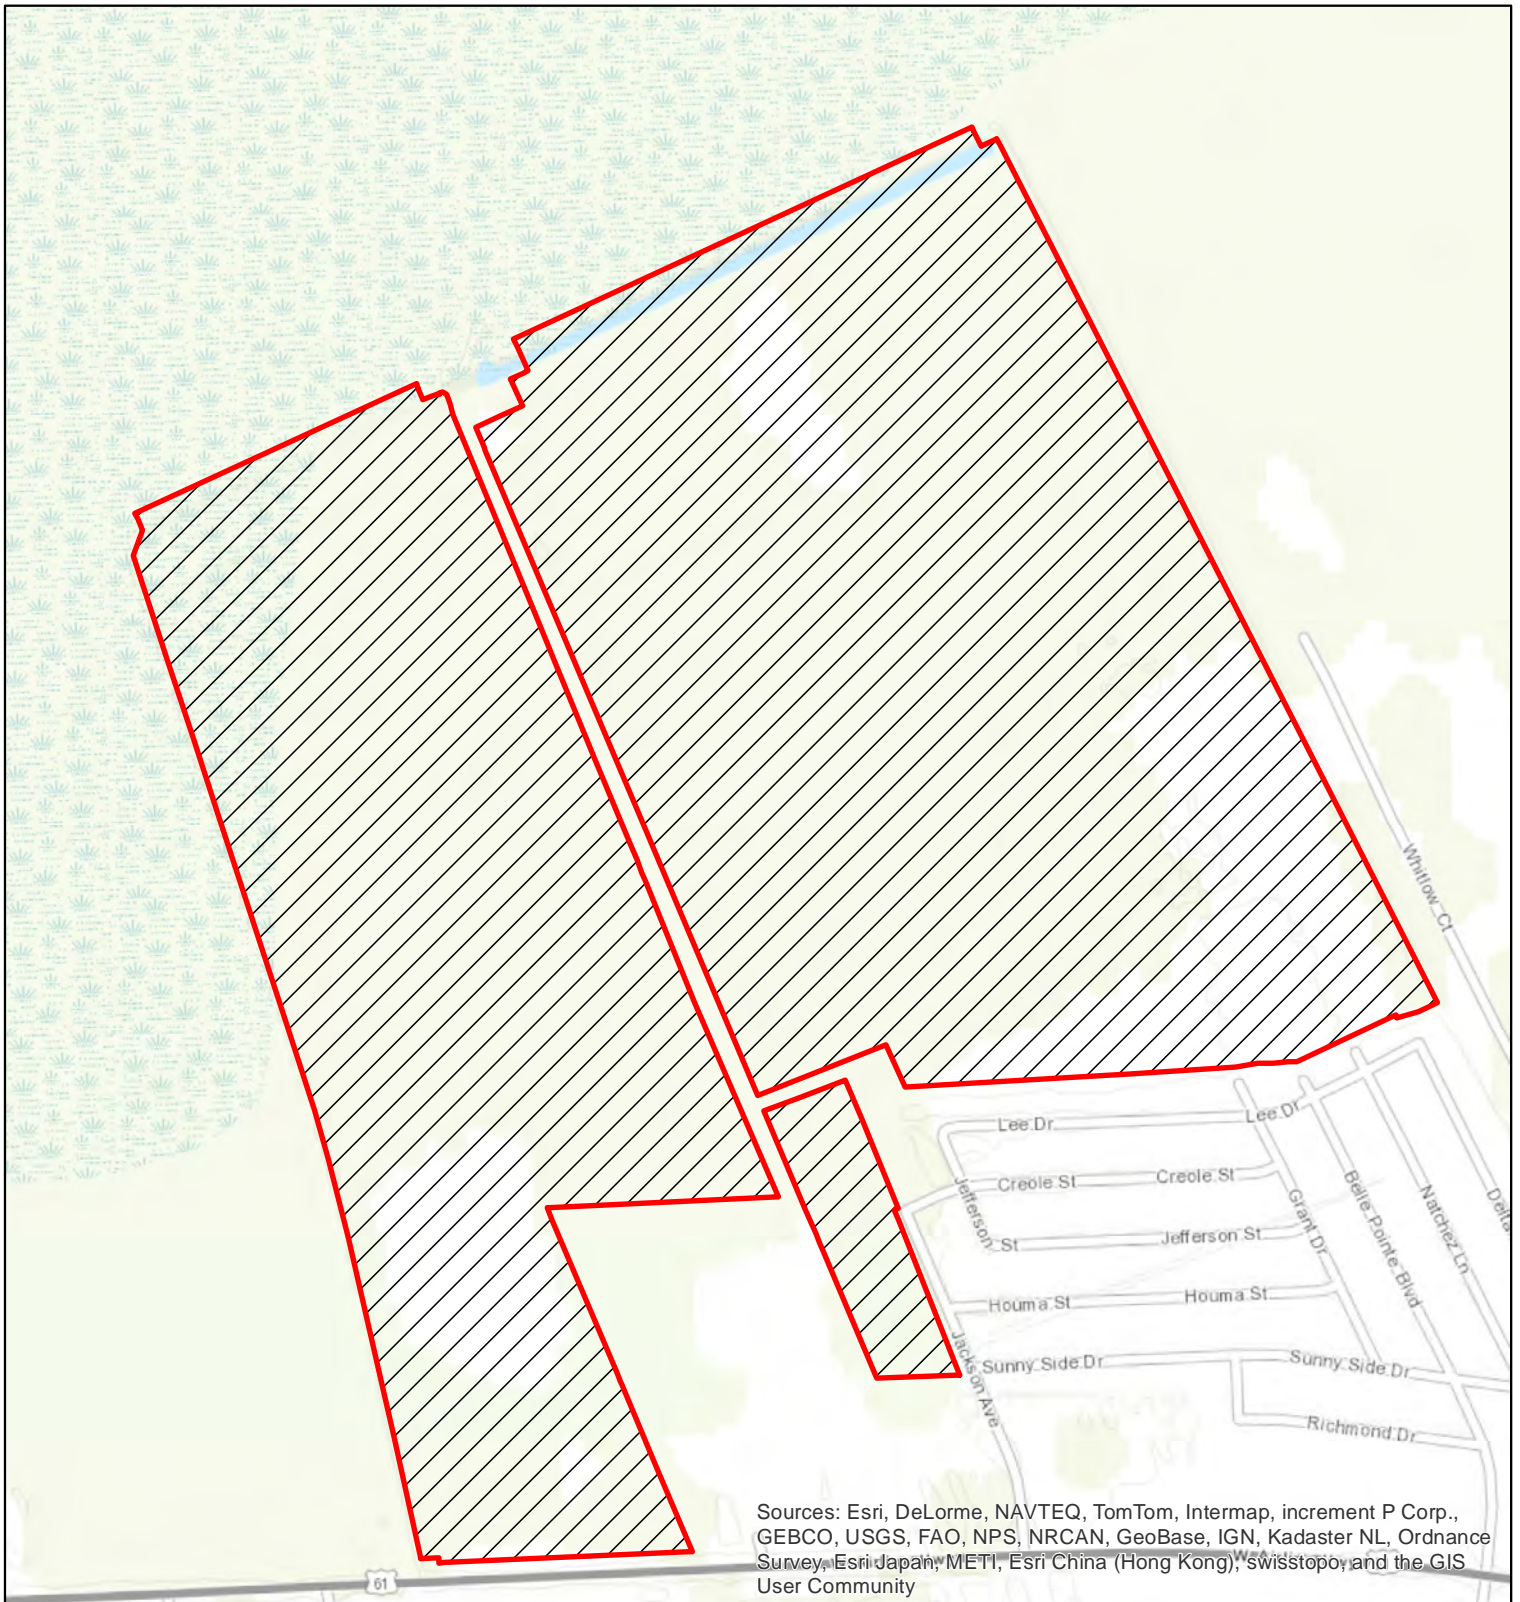 Whitlow Ct
Lee Dr
Lee Dr
Creole St
Creole St
Jefferson St
Jefferson St
Grant Dr
Belle Pointe Blvd
Natchez Ln
Delta
Houma St
Houma St
Jackson Ave
Sunny Side Dr
Sunny Side Dr
Richmond Dr
Sources: Esri, DeLorme, NAVTEQ, TomTom, Intermap, increment P Corp.,
GEBCO, USGS, FAO, NPS, NRCAN, GeoBase, IGN, Kadaster NL, Ordnance
Survey, Esri Japan, METI, Esri China (Hong Kong), swisstopo, and the GIS
User Community
61